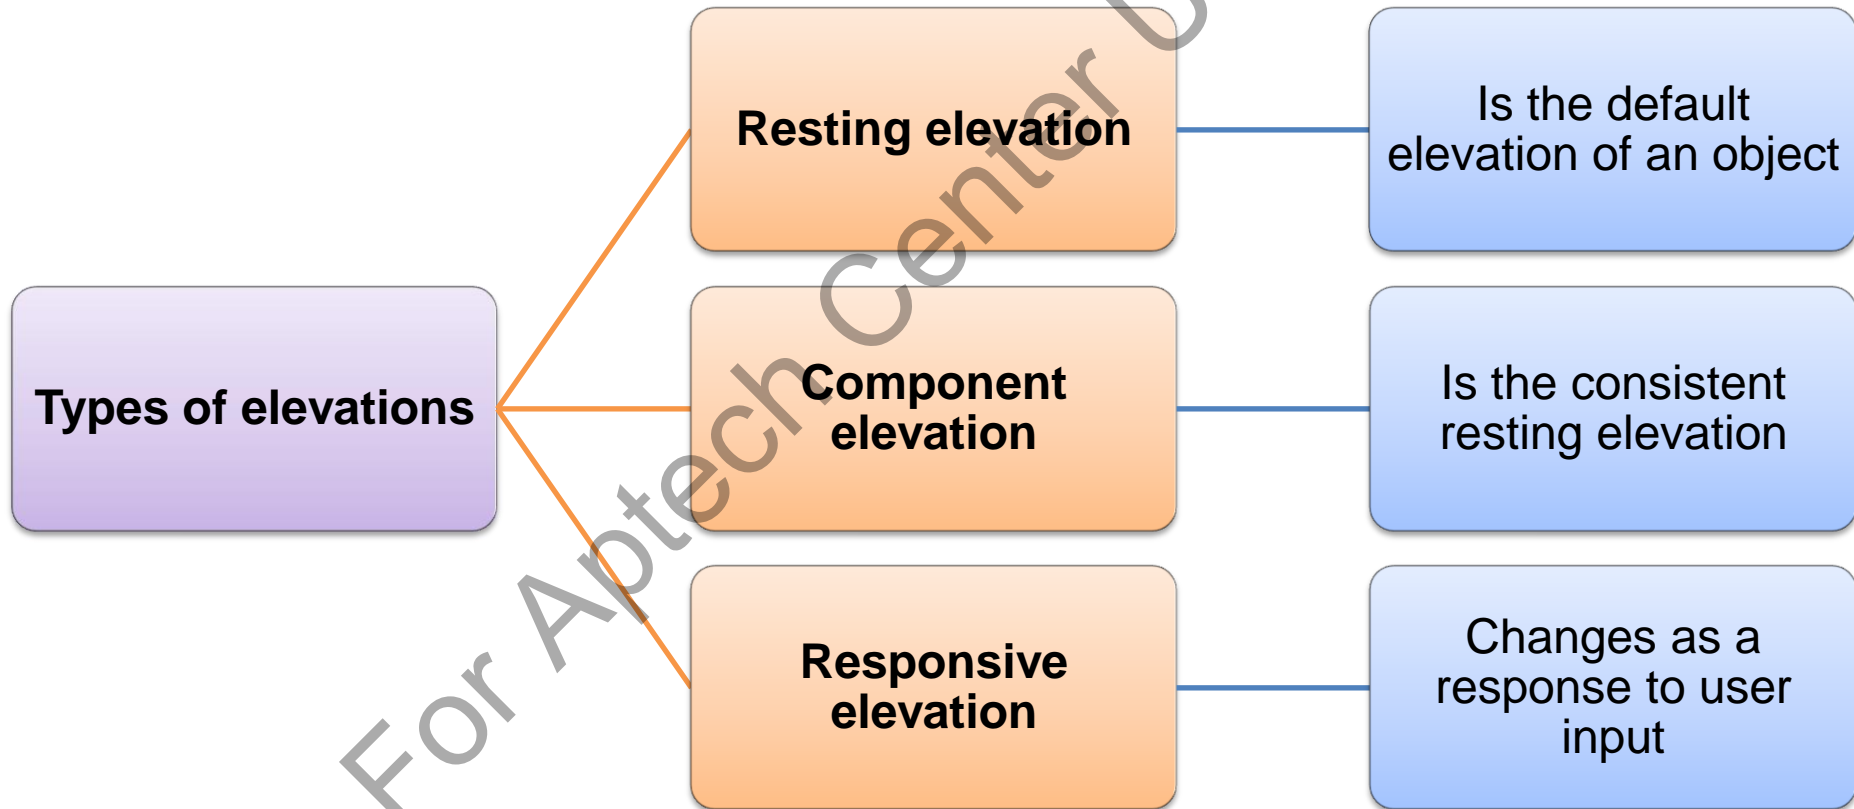 Resting elevation
Is the default
elevation of an object
Types of elevations
Component
elevation
Is the consistent
resting elevation
Responsive
elevation
Changes as a
response to user
input
For Aptech Center U